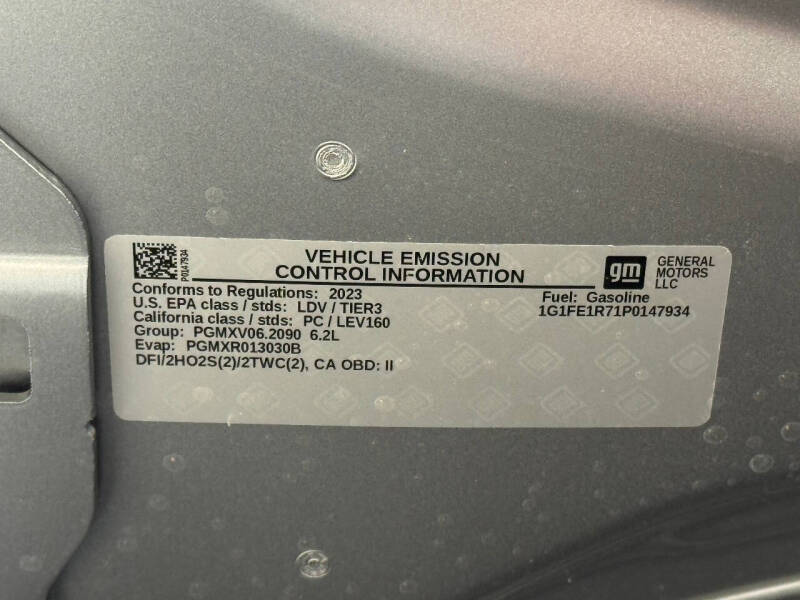 P0147934
VEHICLE EMISSION
CONTROL INFORMATION
gm
GENERAL
MOTORS
LLC
Conforms to Regulations: 2023
U.S. EPA class / stds: LDV / TIER3
California class / stds: PC / LEV160
Group: PGMXV06.2090 6.2L
Evap: PGMXR013030B
DFI/2HO2S(2)/2TWC(2), CA OBD: II
Fuel: Gasoline
1G1FE1R71P0147934